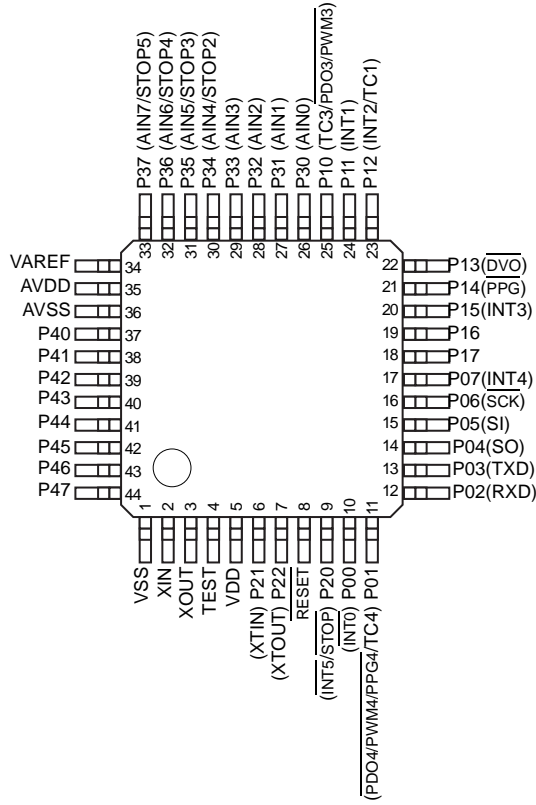 P37 (AIN7/STOP5)
P36 (AIN6/STOP4)
P35 (AIN5/STOP3)
P34 (AIN4/STOP2)
P33 (AIN3)
P32 (AIN2)
P31 (AIN1)
P30 (AIN0)
P10 (TC3/PDO3/PWM3)
P11 (INT1)
P12 (INT2/TC1)
33
32
31
30
29
28
27
26
25
24
23
VAREF 34
AVDD 35
AVSS 36
P40 37
P41 38
P42 39
P43 40
P44 41
P45 42
P46 43
P47 44
22 P13(DVO)
21 P14(PPG)
20 P15(INT3)
19 P16
18 P17
17 P07(INT4)
16 P06(SCK)
15 P05(SI)
14 P04(SO)
13 P03(TXD)
12 P02(RXD)
1
2
3
4
5
6
7
8
9
10
11
VSS
XIN
XOUT
TEST
VDD
(XTIN) P21
(XTOUT) P22
RESET
(INT5/STOP) P20
(INT0) P00
(PDO4/PWM4/PPG4/TC4) P01